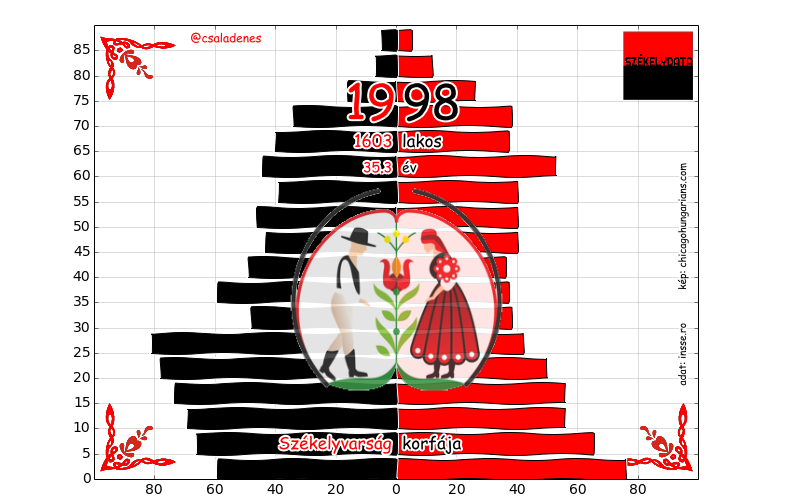 @csaladenes
SZÉKELYDATA
1998
1603 lakos
35.3 év
kép: chicagohungarians.com
adat: insse.ro
Székelyvarság korfája
85
80
75
70
65
60
55
50
45
40
35
30
25
20
15
10
5
0
80 60 40 20 0 20 40 60 80